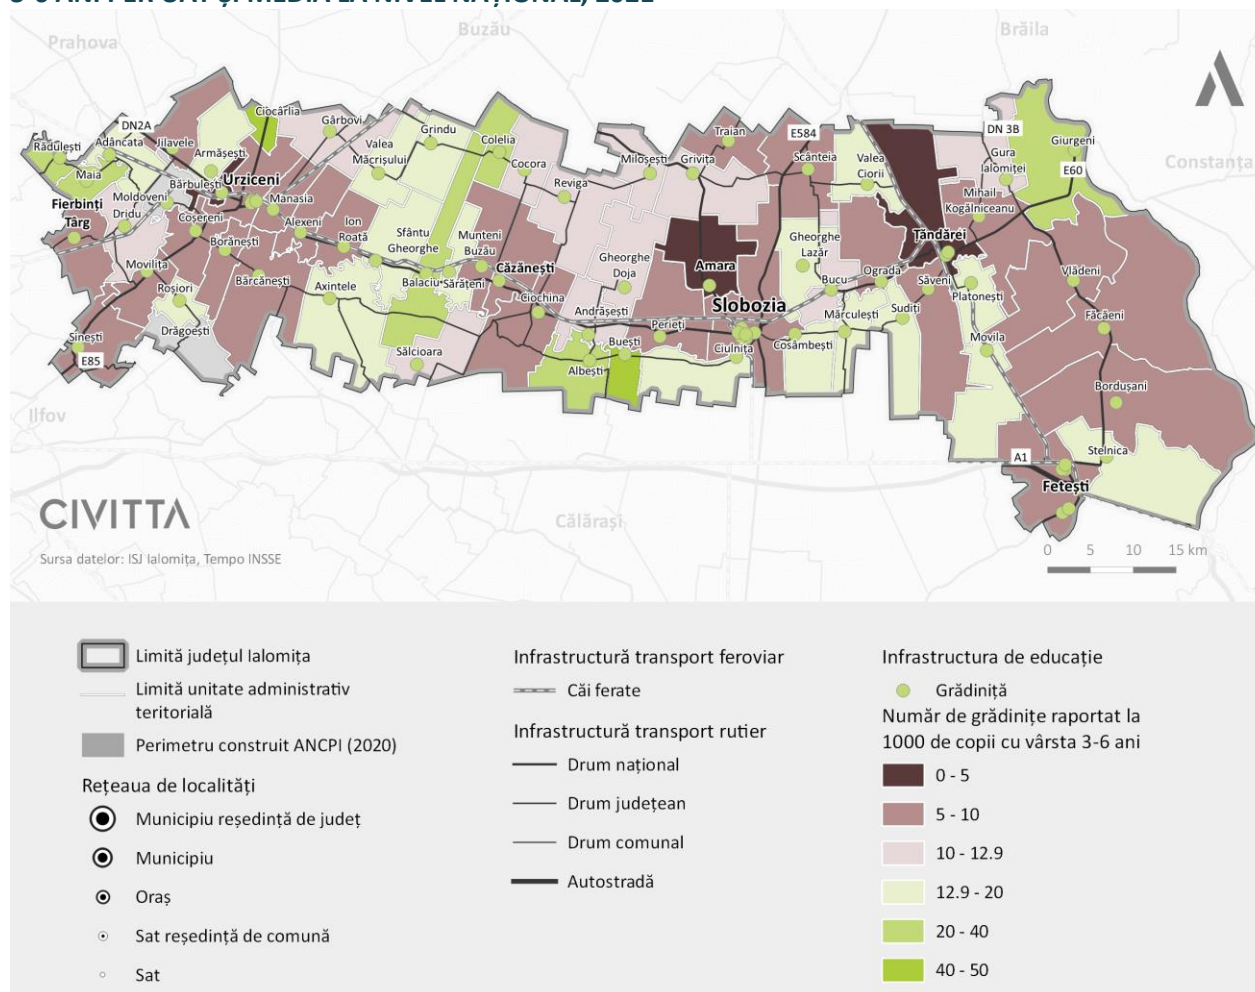 Prahova
Buzău
Brăila
Constanța
Ilfov
Călărași
DN2A
Ciocârlia
Gârbovi
Grindu
Colelia
Traian
E584
DN 3B
Giurgeni
Rădulești
Adâncata
Jilavele
Armășești
Valea
Măcrișului
Cocora
Miloșești
Grivița
Scânteia
Valea
Ciorii
Gura
Ialomiței
E60
Maia
Bărbulești
Urziceni
Reviga
Mihail
Kogălniceanu
Fierbinți
Târg
Moldoveni
Dridu
Coșereni
Manasia
Alexeni
Ion
Roată
Sfântu
Gheorghe
Munteni
Buzău
Gheorghe
Doja
Amara
Gheorghe
Lazăr
Țăndărei
Borănești
Movilița
Bărcănești
Roșiori
Axintele
Balaciu
Sărățeni
Căzănești
Ciochina
Andrășești
Slobozia
Bucu
Ograda
Săveni
Platonești
Vlădeni
Drăgoești
Perieți
Mărculești
Sudiți
Făcăeni
Sinești
E85
Sălcioara
Buești
Albești
Ciulnița
Cosâmbești
Movila
Bordușani
A1
Stelnica
Fetești
CIVITTA
Sursa datelor: ISJ Ialomița, Tempo INSSE
0 5 10 15 km
Limită județul Ialomița
Limită unitate administrativ
teritorială
Perimetru construit ANCPI (2020)
Rețeaua de localități
Municipiu reședință de județ
Municipiu
Oraș
Sat reședință de comună
Sat
Infrastructură transport feroviar
Căi ferate
Infrastructură transport rutier
Drum național
Drum județean
Drum comunal
Autostradă
Infrastructura de educație
Grădiniță
Număr de grădinițe raportat la
1000 de copii cu vârsta 3-6 ani
0 - 5
5 - 10
10 - 12.9
12.9 - 20
20 - 40
40 - 50